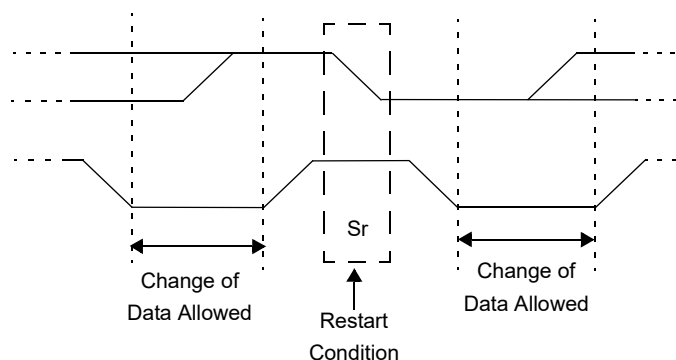 Sr
Change of
Data Allowed
Restart
Condition
Change of
Data Allowed